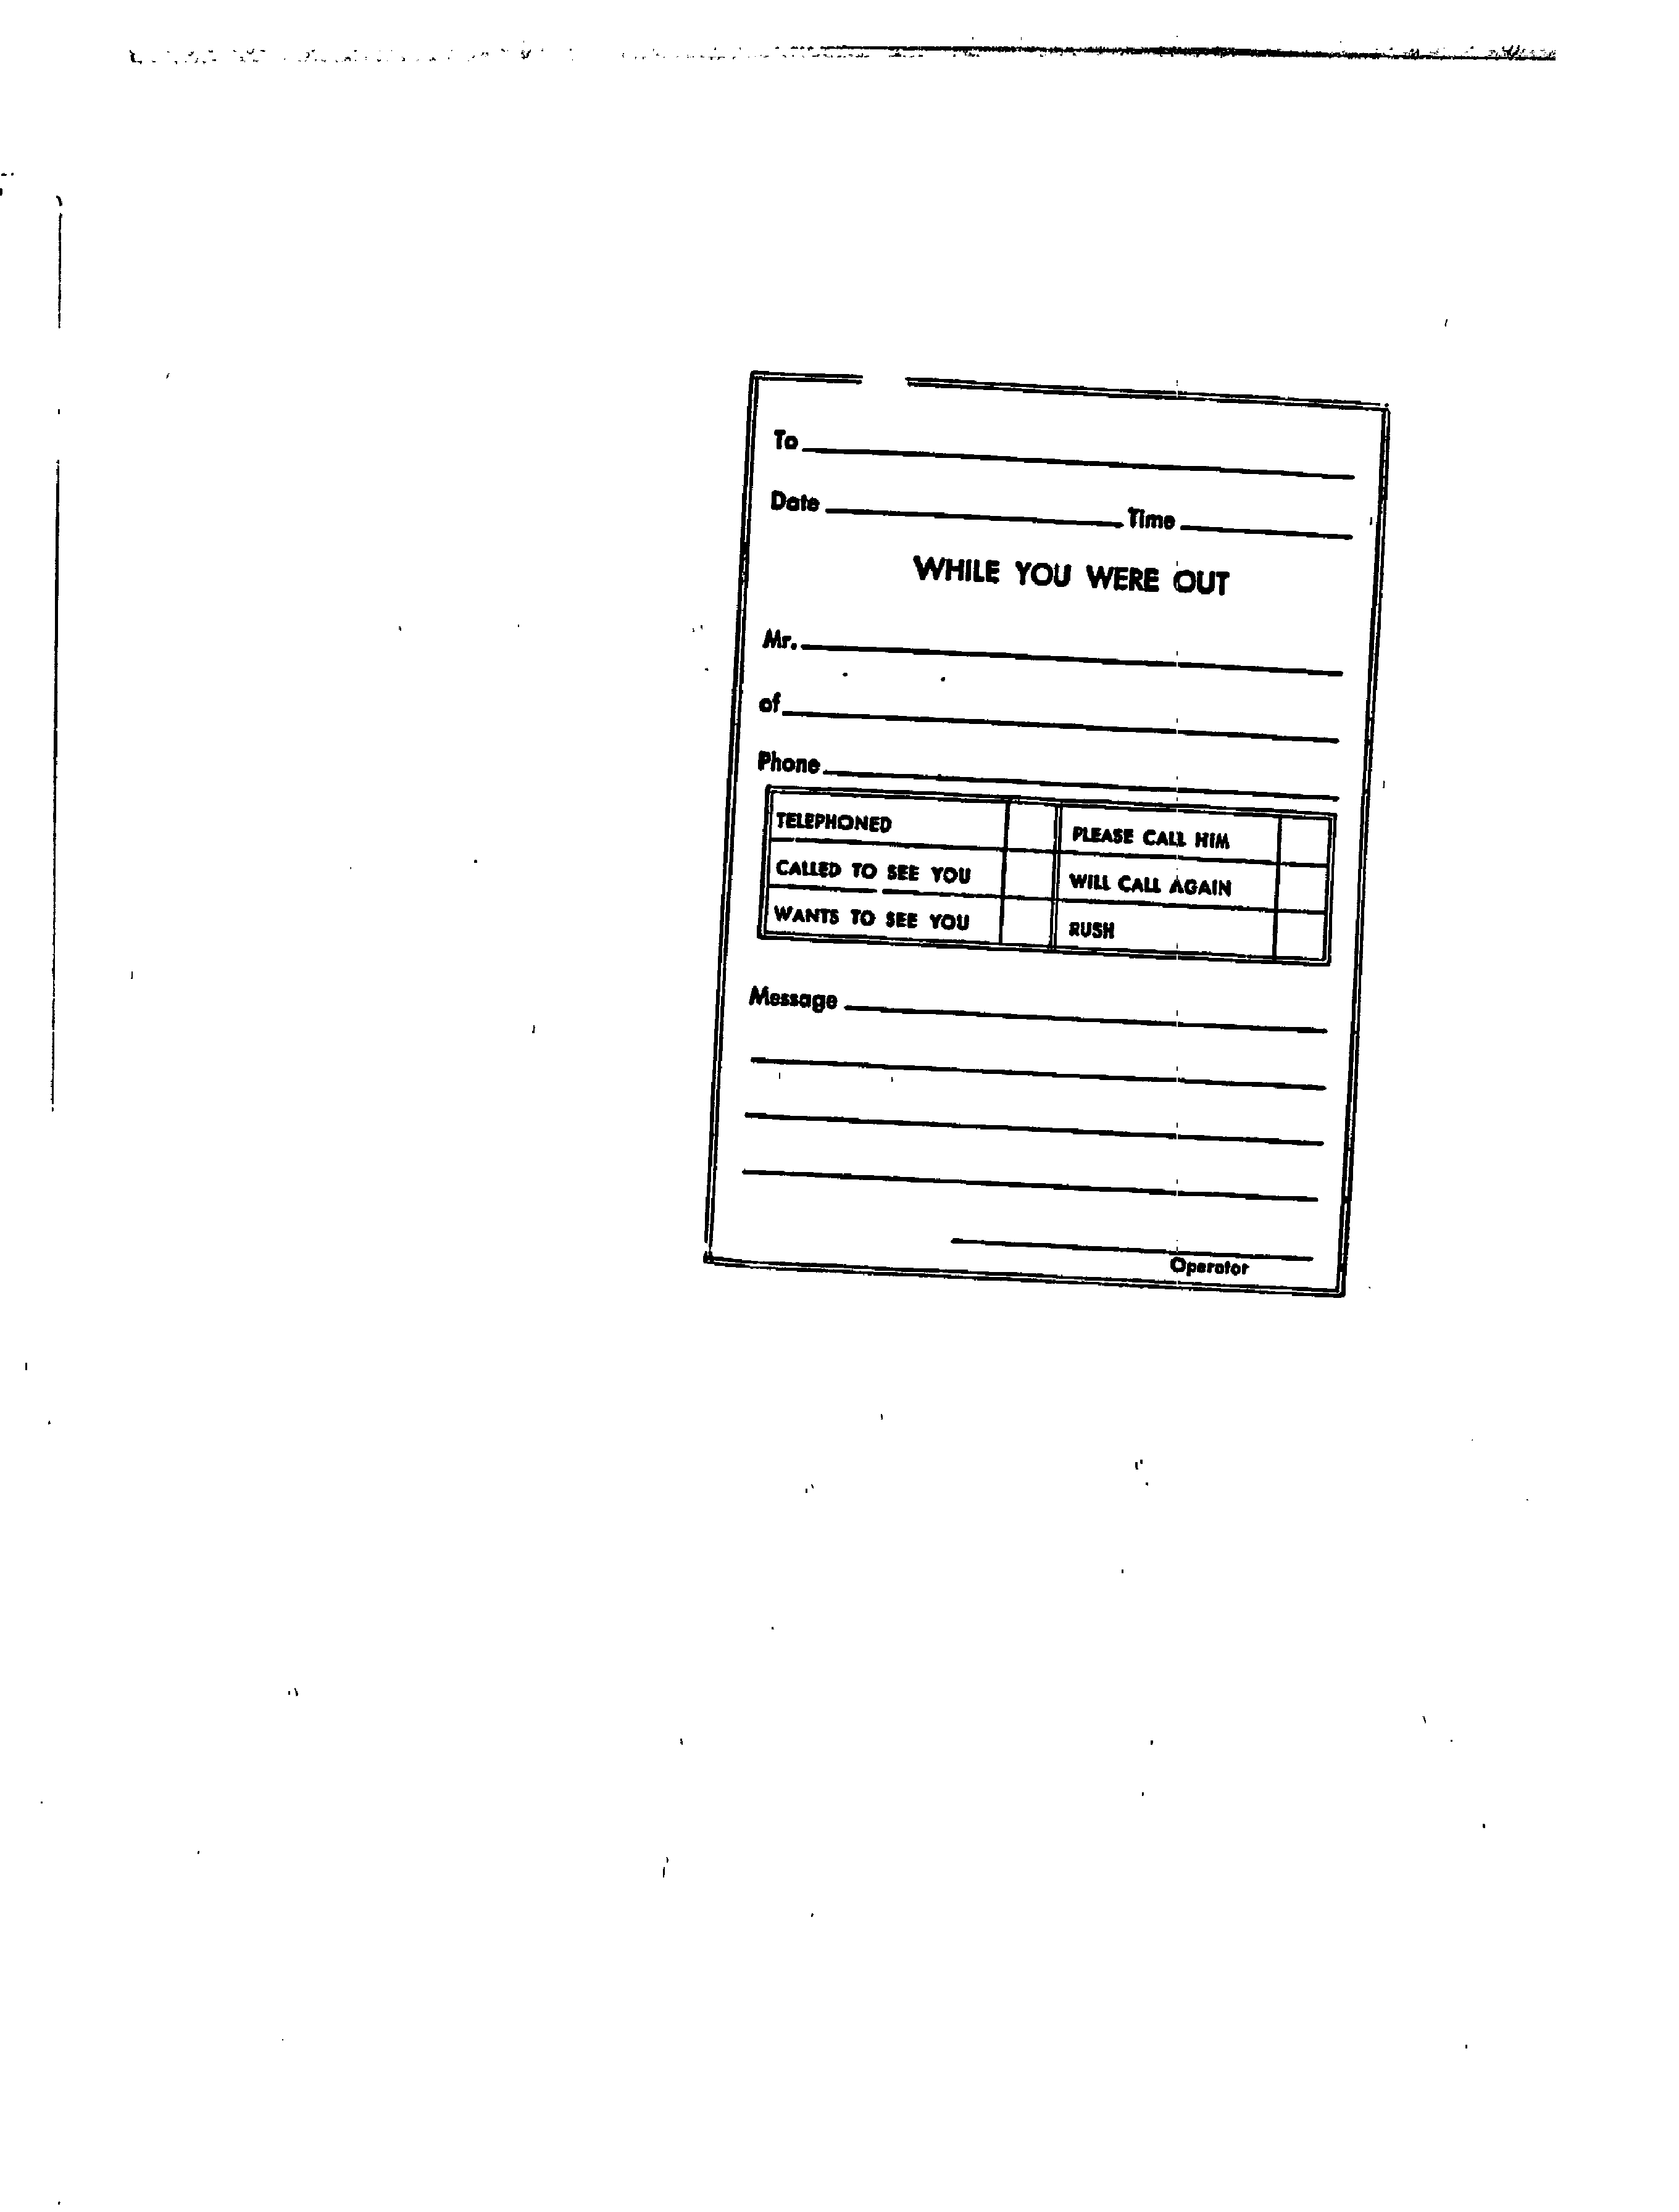 To
Date Time
WHILE YOU WERE OUT
Mr.
of
Phone
TELEPHONED PLEASE CALL HIM
CALLED TO SEE YOU WILL CALL AGAIN
WANTS TO SEE YOU RUSH
Message
Operator